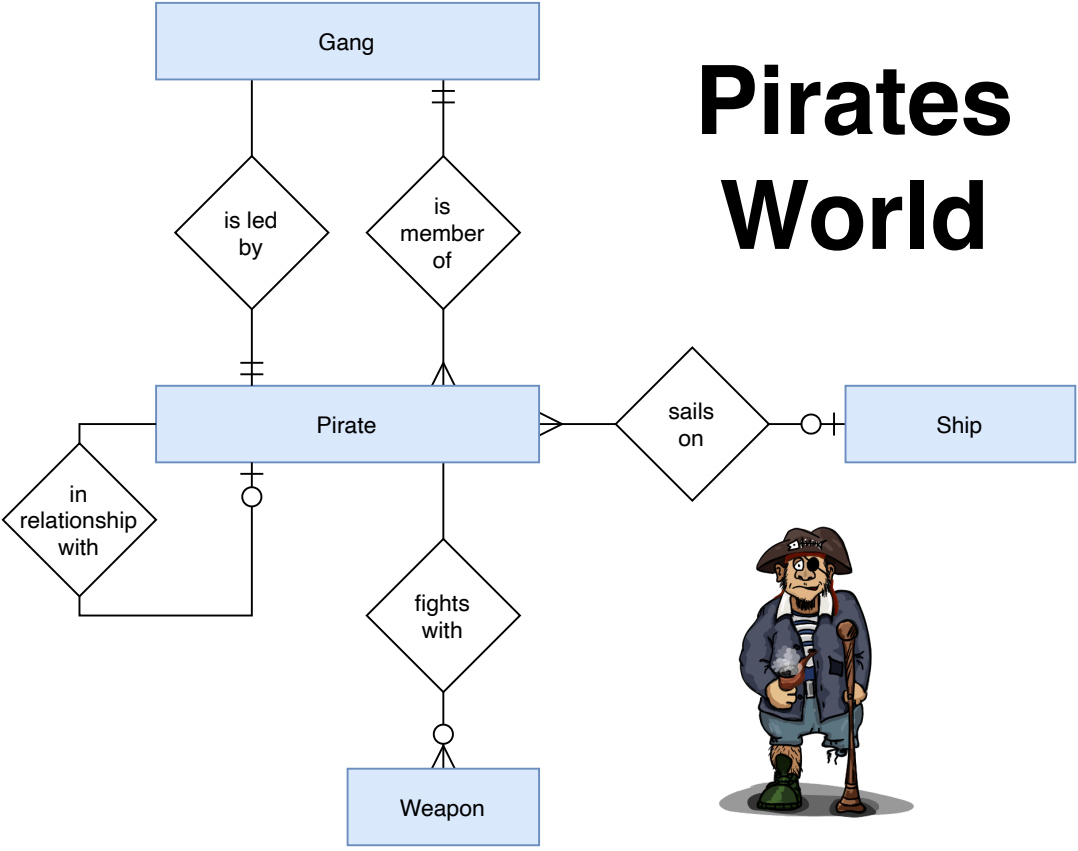 Gang
Pirates
World
is led
by
is
member
of
Pirate
sails
on
Ship
in
relationship
with
fights
with
Weapon